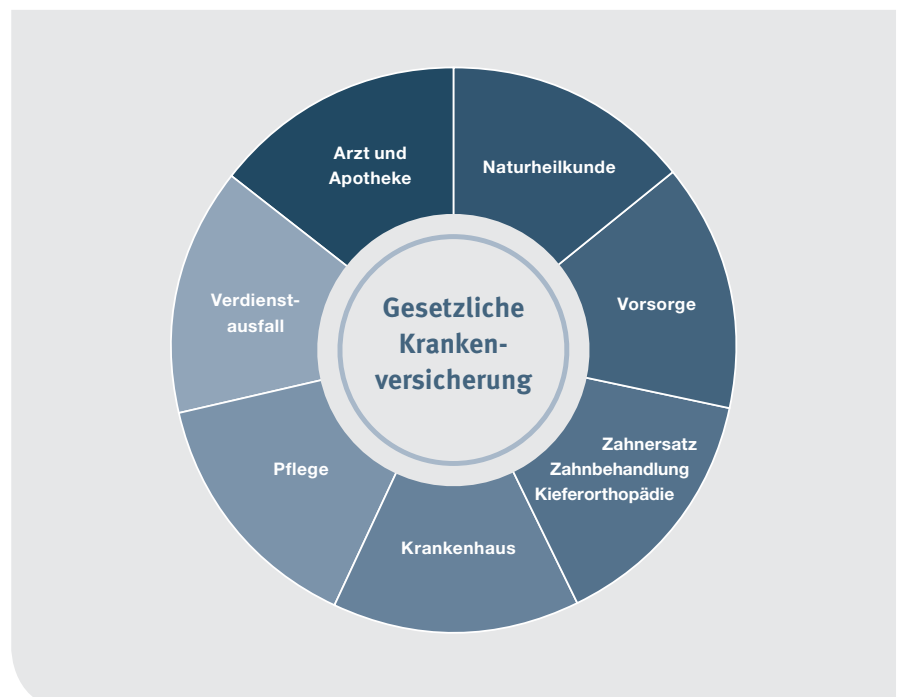 Arzt und
Apotheke
Naturheilkunde
Verdienst-
ausfall
Gesetzliche
Kranken-
versicherung
Vorsorge
Zahnersatz
Zahnbehandlung
Kieferorthopädie
Pflege
Krankenhaus